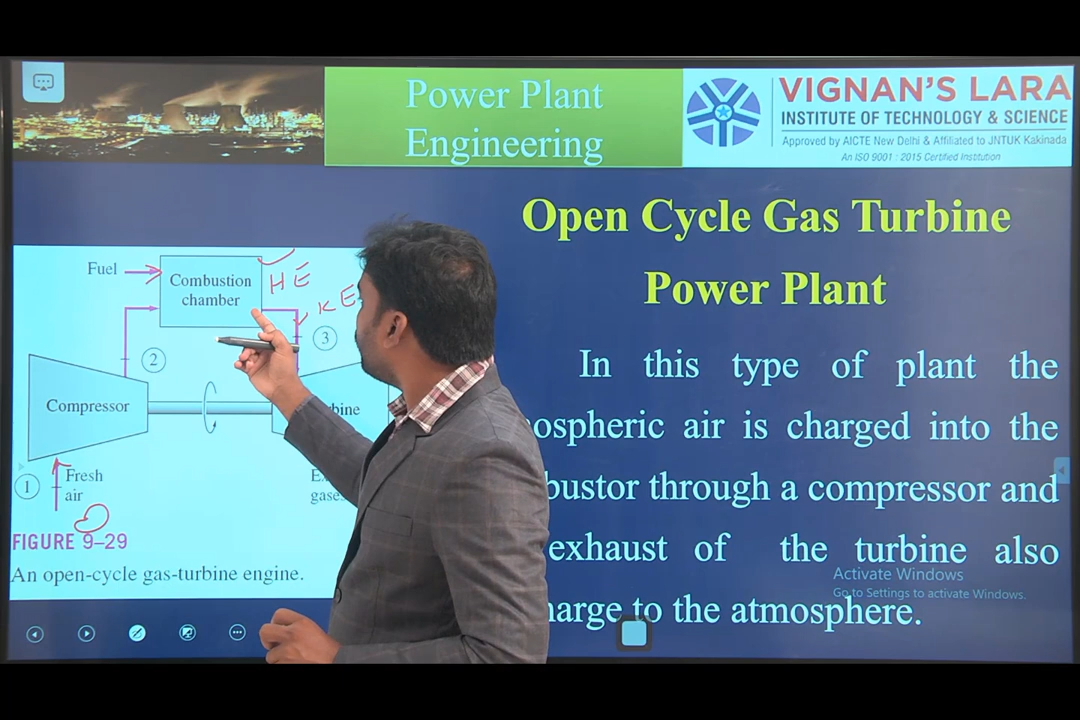 Power Plant
Engineering
VIGNAN'S LARA
INSTITUTE OF TECHNOLOGY & SCIENCE
Approved by AICTE New Delhi & Affiliated to JNTUK Kakinada
An ISO 9001 : 2015 Certified Institution
Open Cycle Gas Turbine
Power Plant
Fuel
Combustion
chamber
HE
KE
3
2
Compressor
bine
1
Fresh
air
gases
FIGURE 9–29
An open-cycle gas-turbine engine.
In this type of plant the
ospheric air is charged into the
bustor through a compressor and
exhaust of the turbine also
harge to the atmosphere.
Activate Windows
Go to Settings to activate Windows.